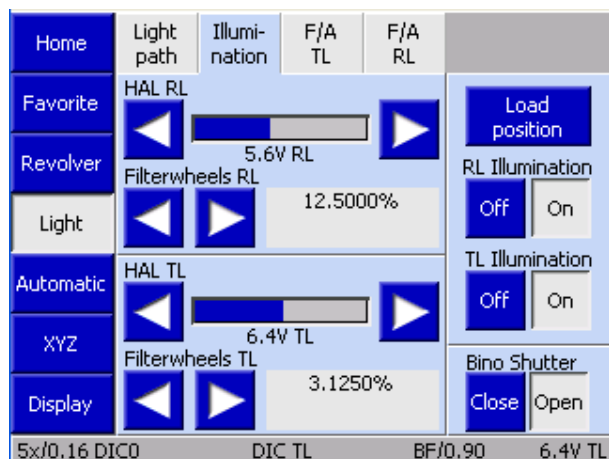 Home
Favorite
Revolver
Light
Automatic
XYZ
Display
Light
path
Illumi-
nation
F/A
TL
F/A
RL
HAL RL
5.6V RL
Filterwheels RL
12.5000%
HAL TL
6.4V TL
Filterwheels TL
3.1250%
Load
position
RL Illumination
Off On
TL Illumination
Off On
Bino Shutter
Close Open
5x/0.16 DIC0 DIC TL BF/0.90 6.4V TL